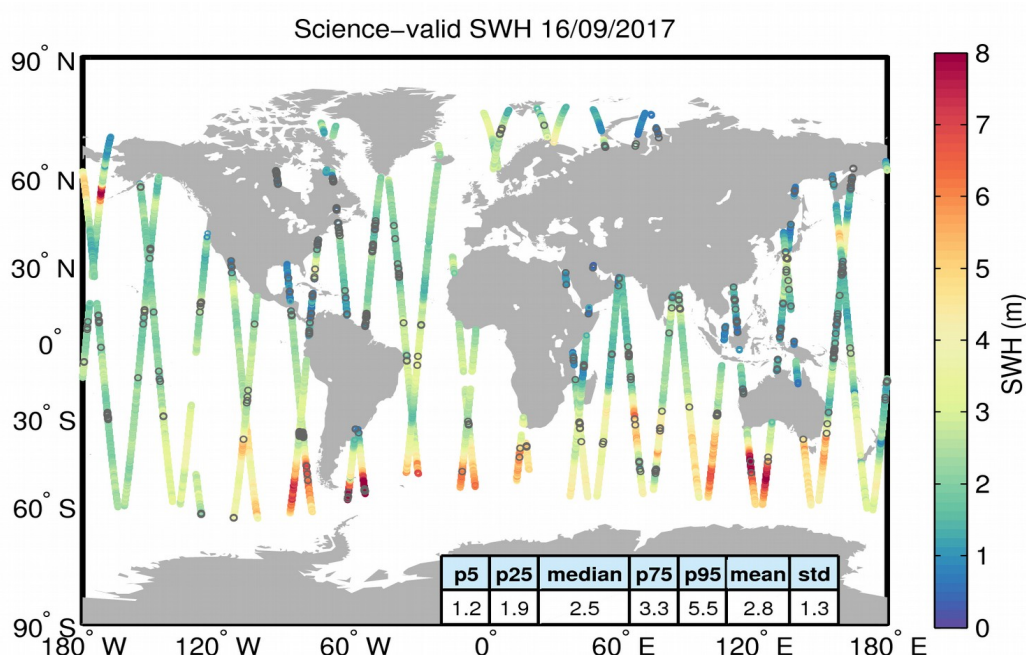 Science−valid SWH 16/09/2017
90° N
60° N
30° N
0°
30° S
60° S
90° S
180° W
120° W
60° W
0°
60° E
120° E
180° E
p5 p25 median p75 p95 mean std
1.2 1.9 2.5 3.3 5.5 2.8 1.3
8
7
6
5
4
3
2
1
0
SWH (m)